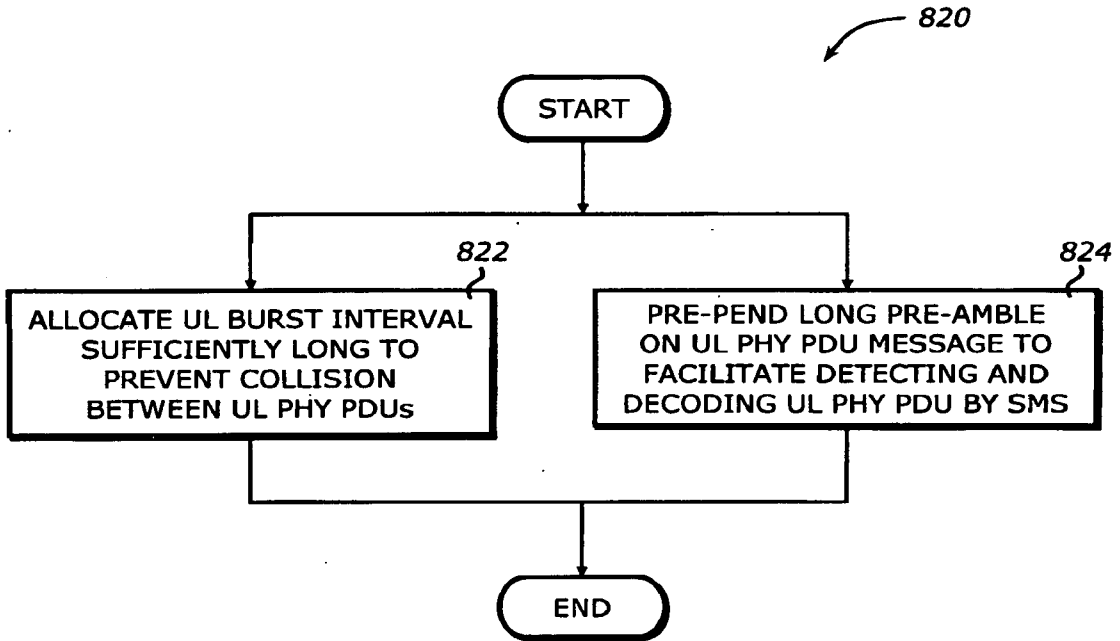 820
START
822
ALLOCATE UL BURST INTERVAL
SUFFICIENTLY LONG TO
PREVENT COLLISION
BETWEEN UL PHY PDUs
824
PRE-PEND LONG PRE-AMBLE
ON UL PHY PDU MESSAGE TO
FACILITATE DETECTING AND
DECODING UL PHY PDU BY SMS
END